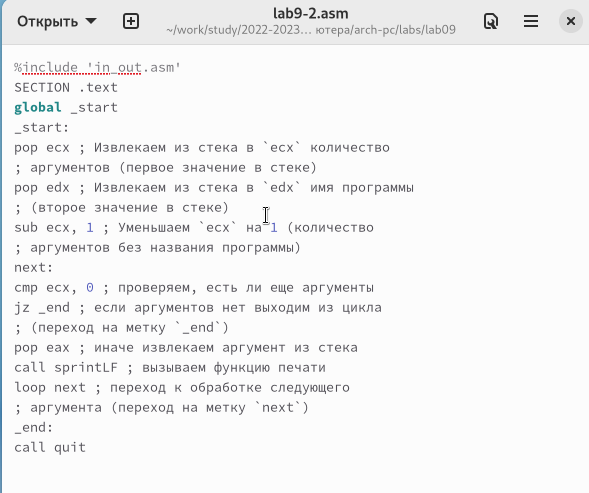 Открыть
lab9-2.asm
~/work/study/2022-2023… ютера/arch-pc/labs/lab09
%include 'in_out.asm'
SECTION .text
global _start
_start:
pop ecx ; Извлекаем из стека в `ecx` количество
; аргументов (первое значение в стеке)
pop edx ; Извлекаем из стека в `edx` имя программы
; (второе значение в стеке)
sub ecx, 1 ; Уменьшаем `ecx` на 1 (количество
; аргументов без названия программы)
next:
cmp ecx, 0 ; проверяем, есть ли еще аргументы
jz _end ; если аргументов нет выходим из цикла
; (переход на метку `_end`)
pop eax ; иначе извлекаем аргумент из стека
call sprintLF ; вызываем функцию печати
loop next ; переход к обработке следующего
; аргумента (переход на метку `next`)
_end:
call quit